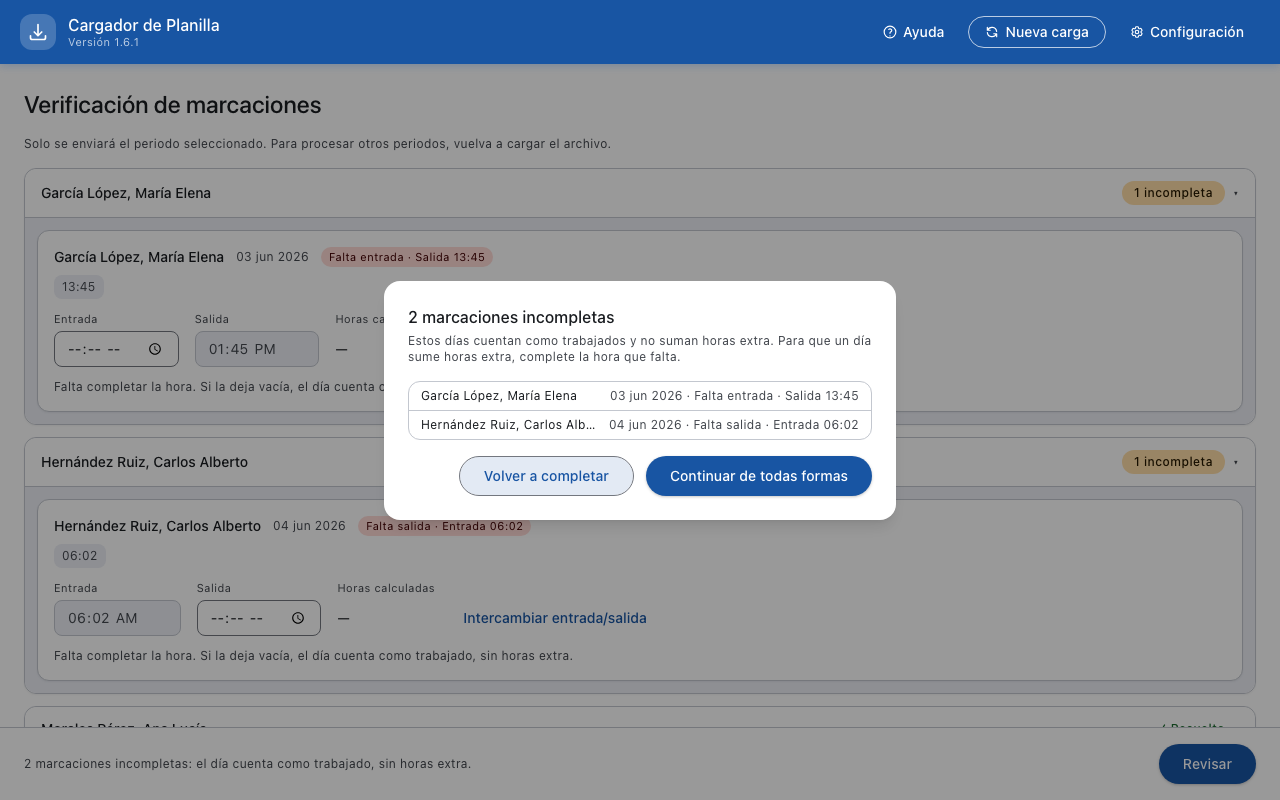 Cargador de Planilla
Versión 1.6.1
Ayuda
Nueva carga
Configuración
Verificación de marcaciones
Solo se enviará el periodo seleccionado. Para procesar otros periodos, vuelva a cargar el archivo.
García López, María Elena
1 incompleta
García López, María Elena 03 jun 2026 Falta entrada · Salida 13:45
13:45
Entrada Salida Horas ca
--:-- -- 01:45 PM —
Falta completar la hora. Si la deja vacía, el día cuenta c
2 marcaciones incompletas
Estos días cuentan como trabajados y no suman horas extra. Para que un día
sume horas extra, complete la hora que falta.
García López, María Elena 03 jun 2026 · Falta entrada · Salida 13:45
Hernández Ruiz, Carlos Alb... 04 jun 2026 · Falta salida · Entrada 06:02
Volver a completar
Continuar de todas formas
Hernández Ruiz, Carlos Alberto
1 incompleta
Hernández Ruiz, Carlos Alberto 04 jun 2026 Falta salida · Entrada 06:02
06:02
Entrada Salida Horas calculadas
06:02 AM --:-- -- — Intercambiar entrada/salida
Falta completar la hora. Si la deja vacía, el día cuenta como trabajado, sin horas extra.
2 marcaciones incompletas: el día cuenta como trabajado, sin horas extra.
Revisar